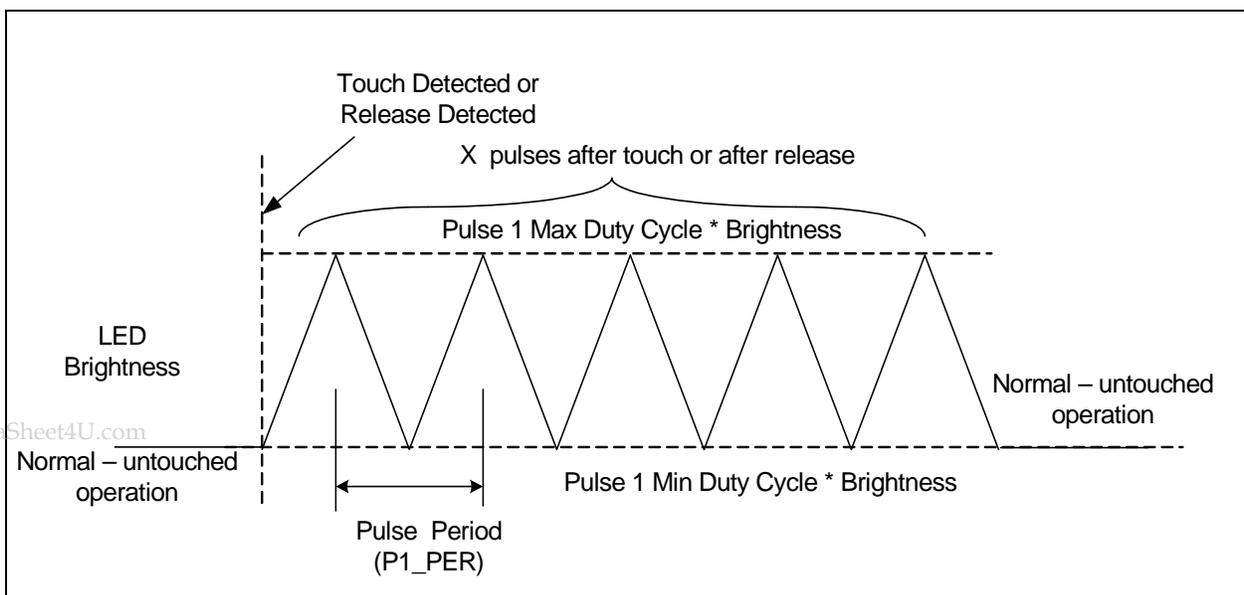 Touch Detected or
Release Detected
X pulses after touch or after release
Pulse 1 Max Duty Cycle * Brightness
LED
Brightness
Normal – untouched
operation
aSheet4U.com
Normal – untouched
operation
Pulse 1 Min Duty Cycle * Brightness
Pulse Period
(P1_PER)